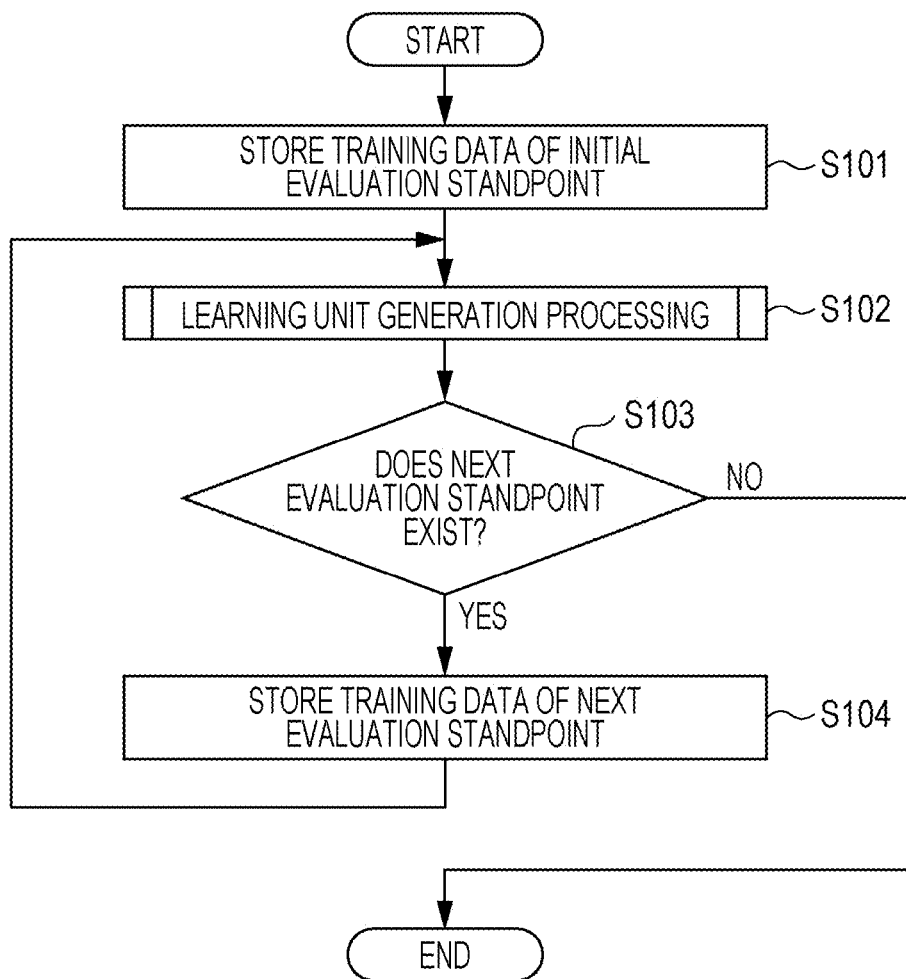 START
STORE TRAINING DATA OF INITIAL
EVALUATION STANDPOINT
S101
LEARNING UNIT GENERATION PROCESSING
S102
S103
DOES NEXT
EVALUATION STANDPOINT
EXIST?
NO
YES
STORE TRAINING DATA OF NEXT
EVALUATION STANDPOINT
S104
END